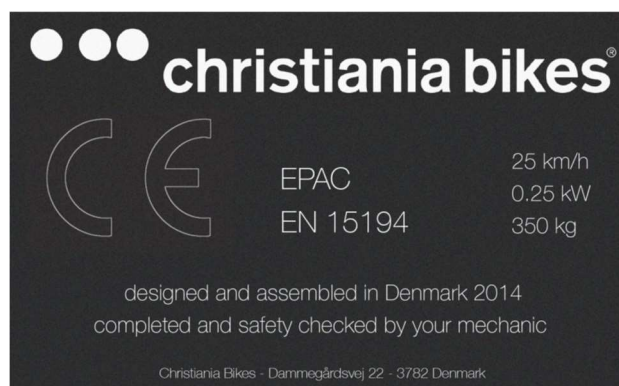 christiania bikes®
CE
EPAC
EN 15194
25 km/h
0.25 kW
350 kg
designed and assembled in Denmark 2014
completed and safety checked by your mechanic
Christiania Bikes - Dammegårdsvej 22 - 3782 Denmark